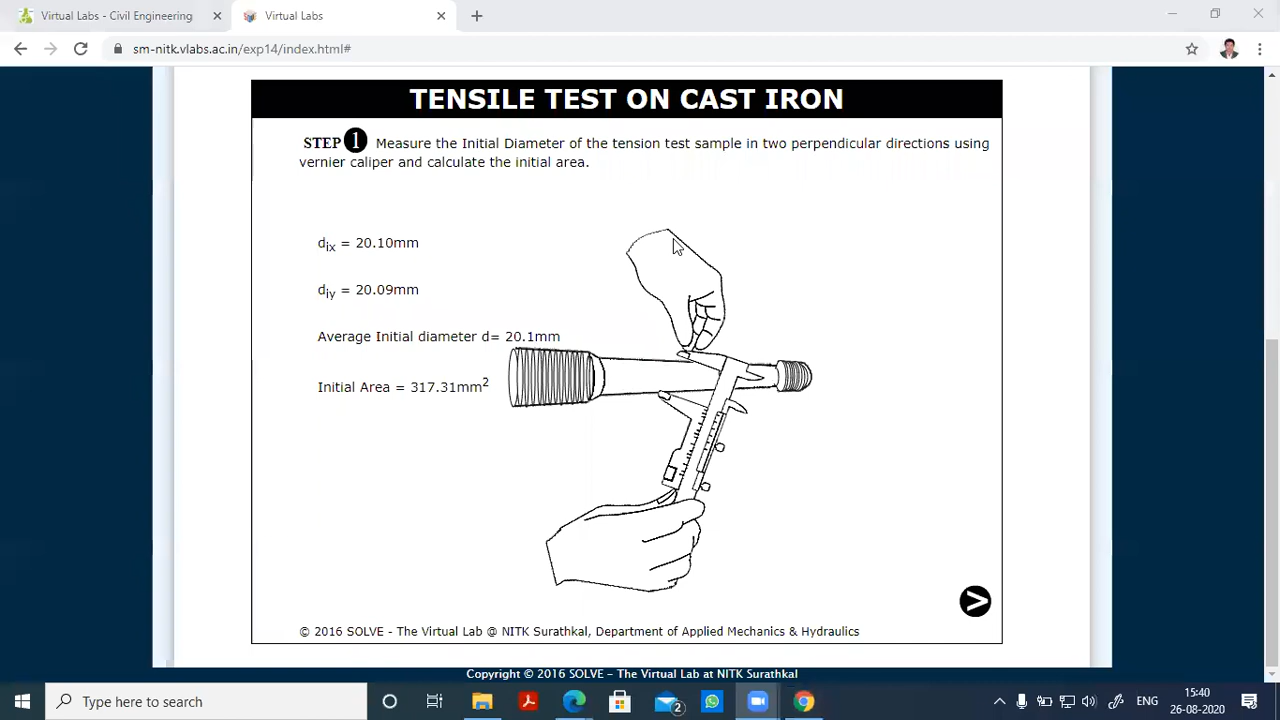 Virtual Labs - Civil Engineering
Virtual Labs
sm-nitk.vlabs.ac.in/exp14/index.html#
TENSILE TEST ON CAST IRON
STEP 1 Measure the Initial Diameter of the tension test sample in two perpendicular directions using
vernier caliper and calculate the initial area.
dix = 20.10mm
diy = 20.09mm
Average Initial diameter d= 20.1mm
Initial Area = 317.31mm2
>
© 2016 SOLVE - The Virtual Lab @ NITK Surathkal, Department of Applied Mechanics & Hydraulics
Copyright © 2016 SOLVE – The Virtual Lab at NITK Surathkal
Type here to search
2
ENG
15:40
26-08-2020